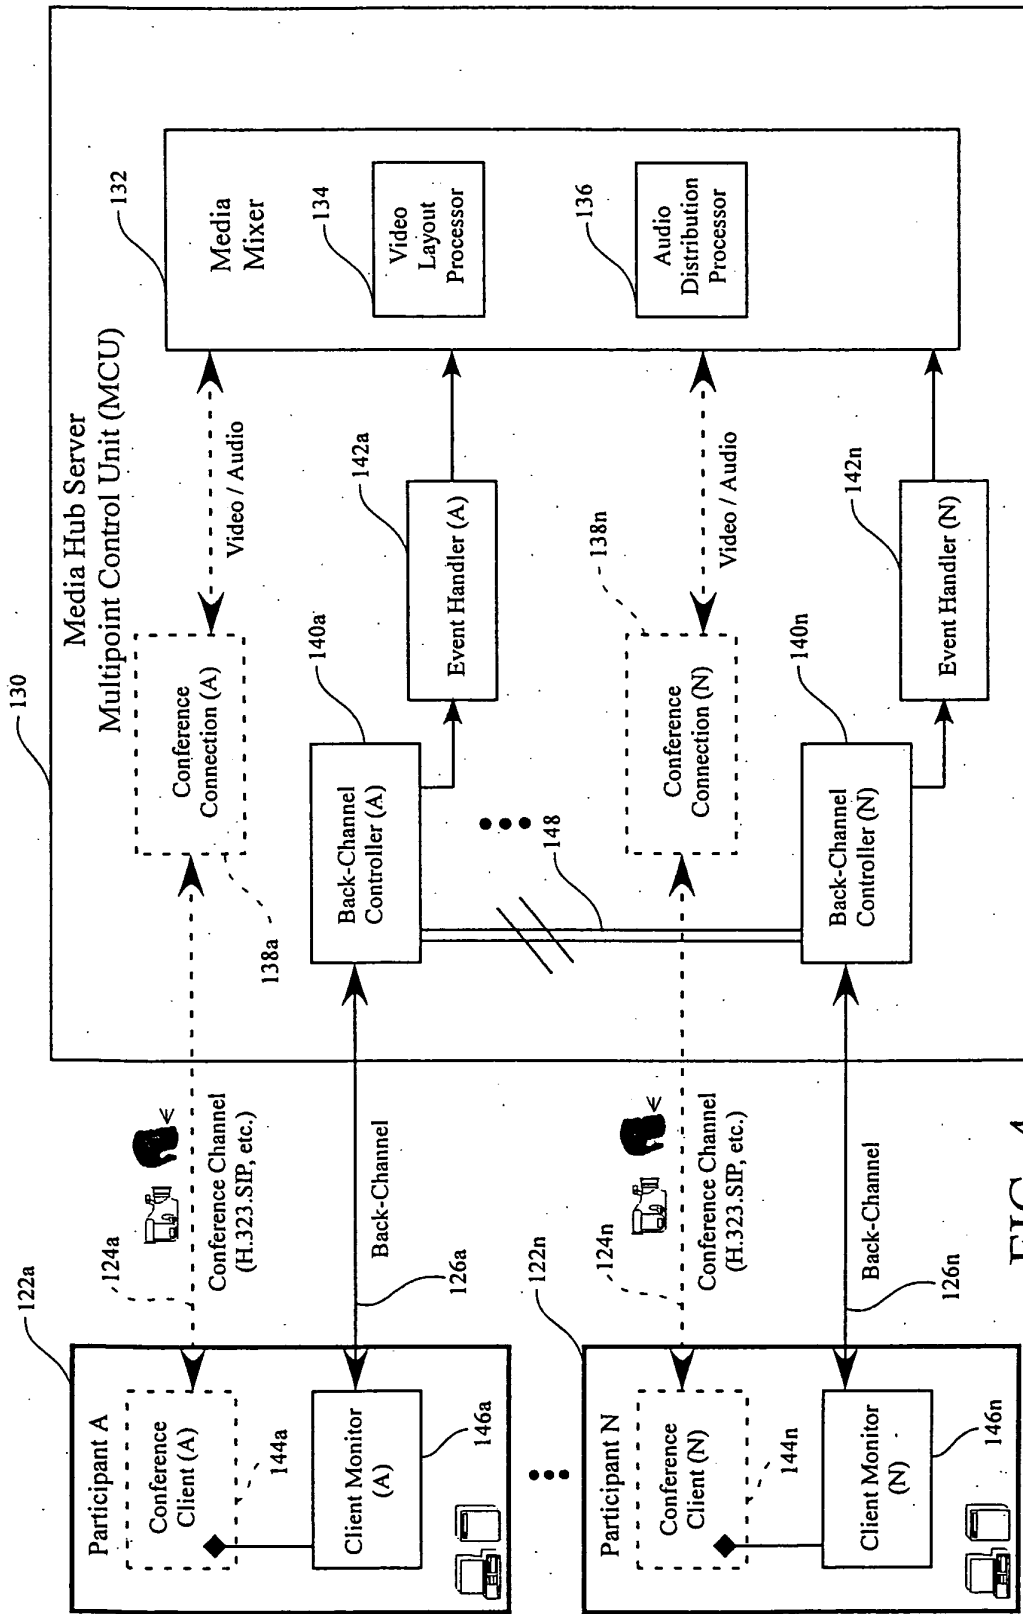 130
Media Hub Server
Multipoint Control Unit (MCU)
132
Media
Mixer
134
Video
Layout
Processor
136
Audio
Distribution
Processor
Video / Audio
142a
Event Handler (A)
138n
Video / Audio
142n
Event Handler (N)
Conference
Connection (A)
138a
140a
Back-Channel
Controller (A)
148
Conference
Connection (N)
140n
Back-Channel
Controller (N)
122a
124a
Conference Channel
(H.323.SIP, etc.)
Back-Channel
126a
122n
124n
Conference Channel
(H.323.SIP, etc.)
Back-Channel
126n
Participant A
Conference
Client (A)
144a
Client Monitor
(A)
146a
Participant N
Conference
Client (N)
144n
Client Monitor
(N)
146n
FIG. 4